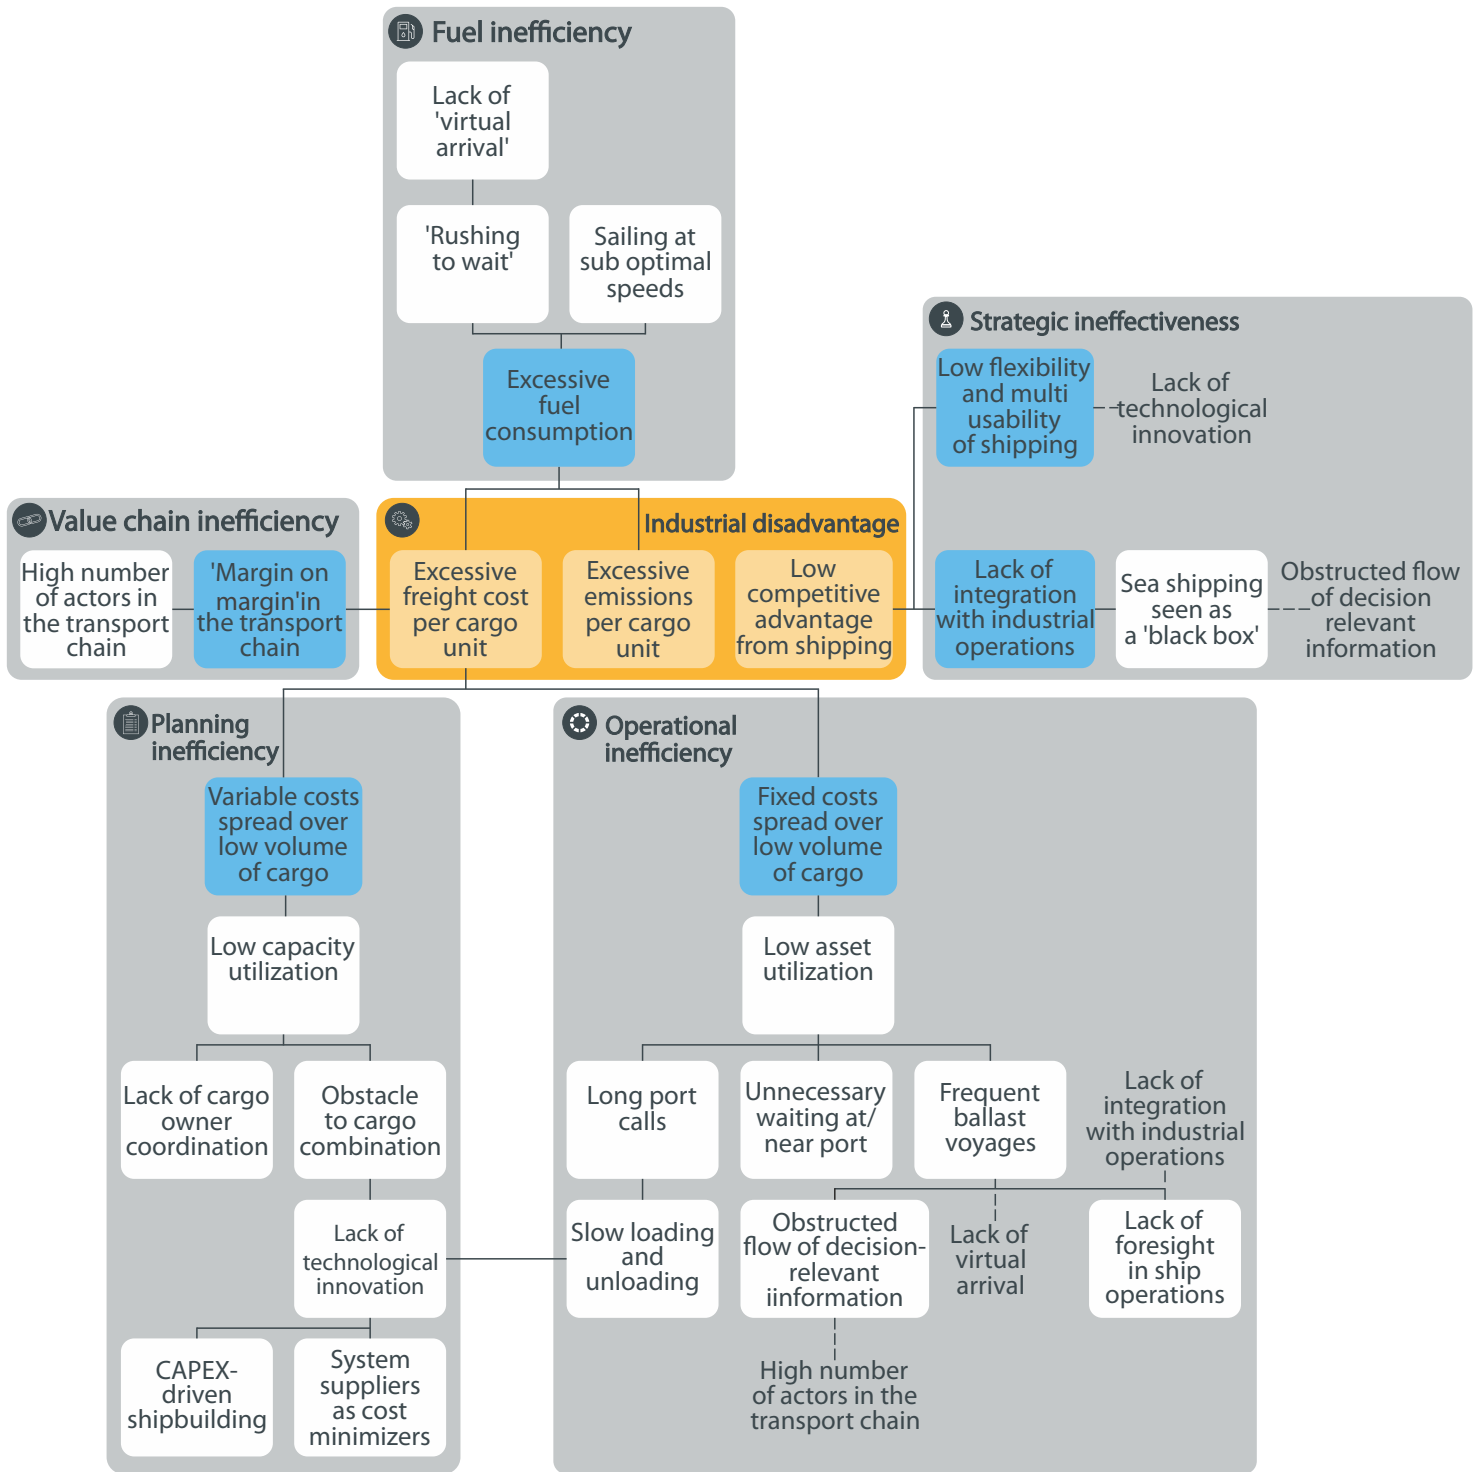 Fuel inefficiency
Lack of
'virtual
arrival'
'Rushing
to wait'
Sailing at
sub optimal
speeds
Excessive
fuel
consumption
Strategic ineffectiveness
Low flexibility
and multi
usability
of shipping
Lack of
technological
innovation
Lack of
integration
with industrial
operations
Sea shipping
seen as
a 'black box'
Obstructed flow
of decision
relevant
information
Value chain inefficiency
High number
of actors in
the transport
chain
'Margin on
margin'in
the transport
chain
Industrial disadvantage
Excessive
freight cost
per cargo
unit
Excessive
emissions
per cargo
unit
Low
competitive
advantage
from shipping
Planning
inefficiency
Variable costs
spread over
low volume
of cargo
Low capacity
utilization
Lack of cargo
owner
coordination
Obstacle
to cargo
combination
Lack of
technological
innovation
CAPEX-
driven
shipbuilding
System
suppliers
as cost
minimizers
Operational
inefficiency
Fixed costs
spread over
low volume
of cargo
Low asset
utilization
Long port
calls
Unnecessary
waiting at/
near port
Frequent
ballast
voyages
Lack of
integration
with industrial
operations
Slow loading
and
unloading
Obstructed
flow of decision-
relevant
iinformation
Lack of
virtual
arrival
Lack of
foresight
in ship
operations
High number
of actors in the
transport chain